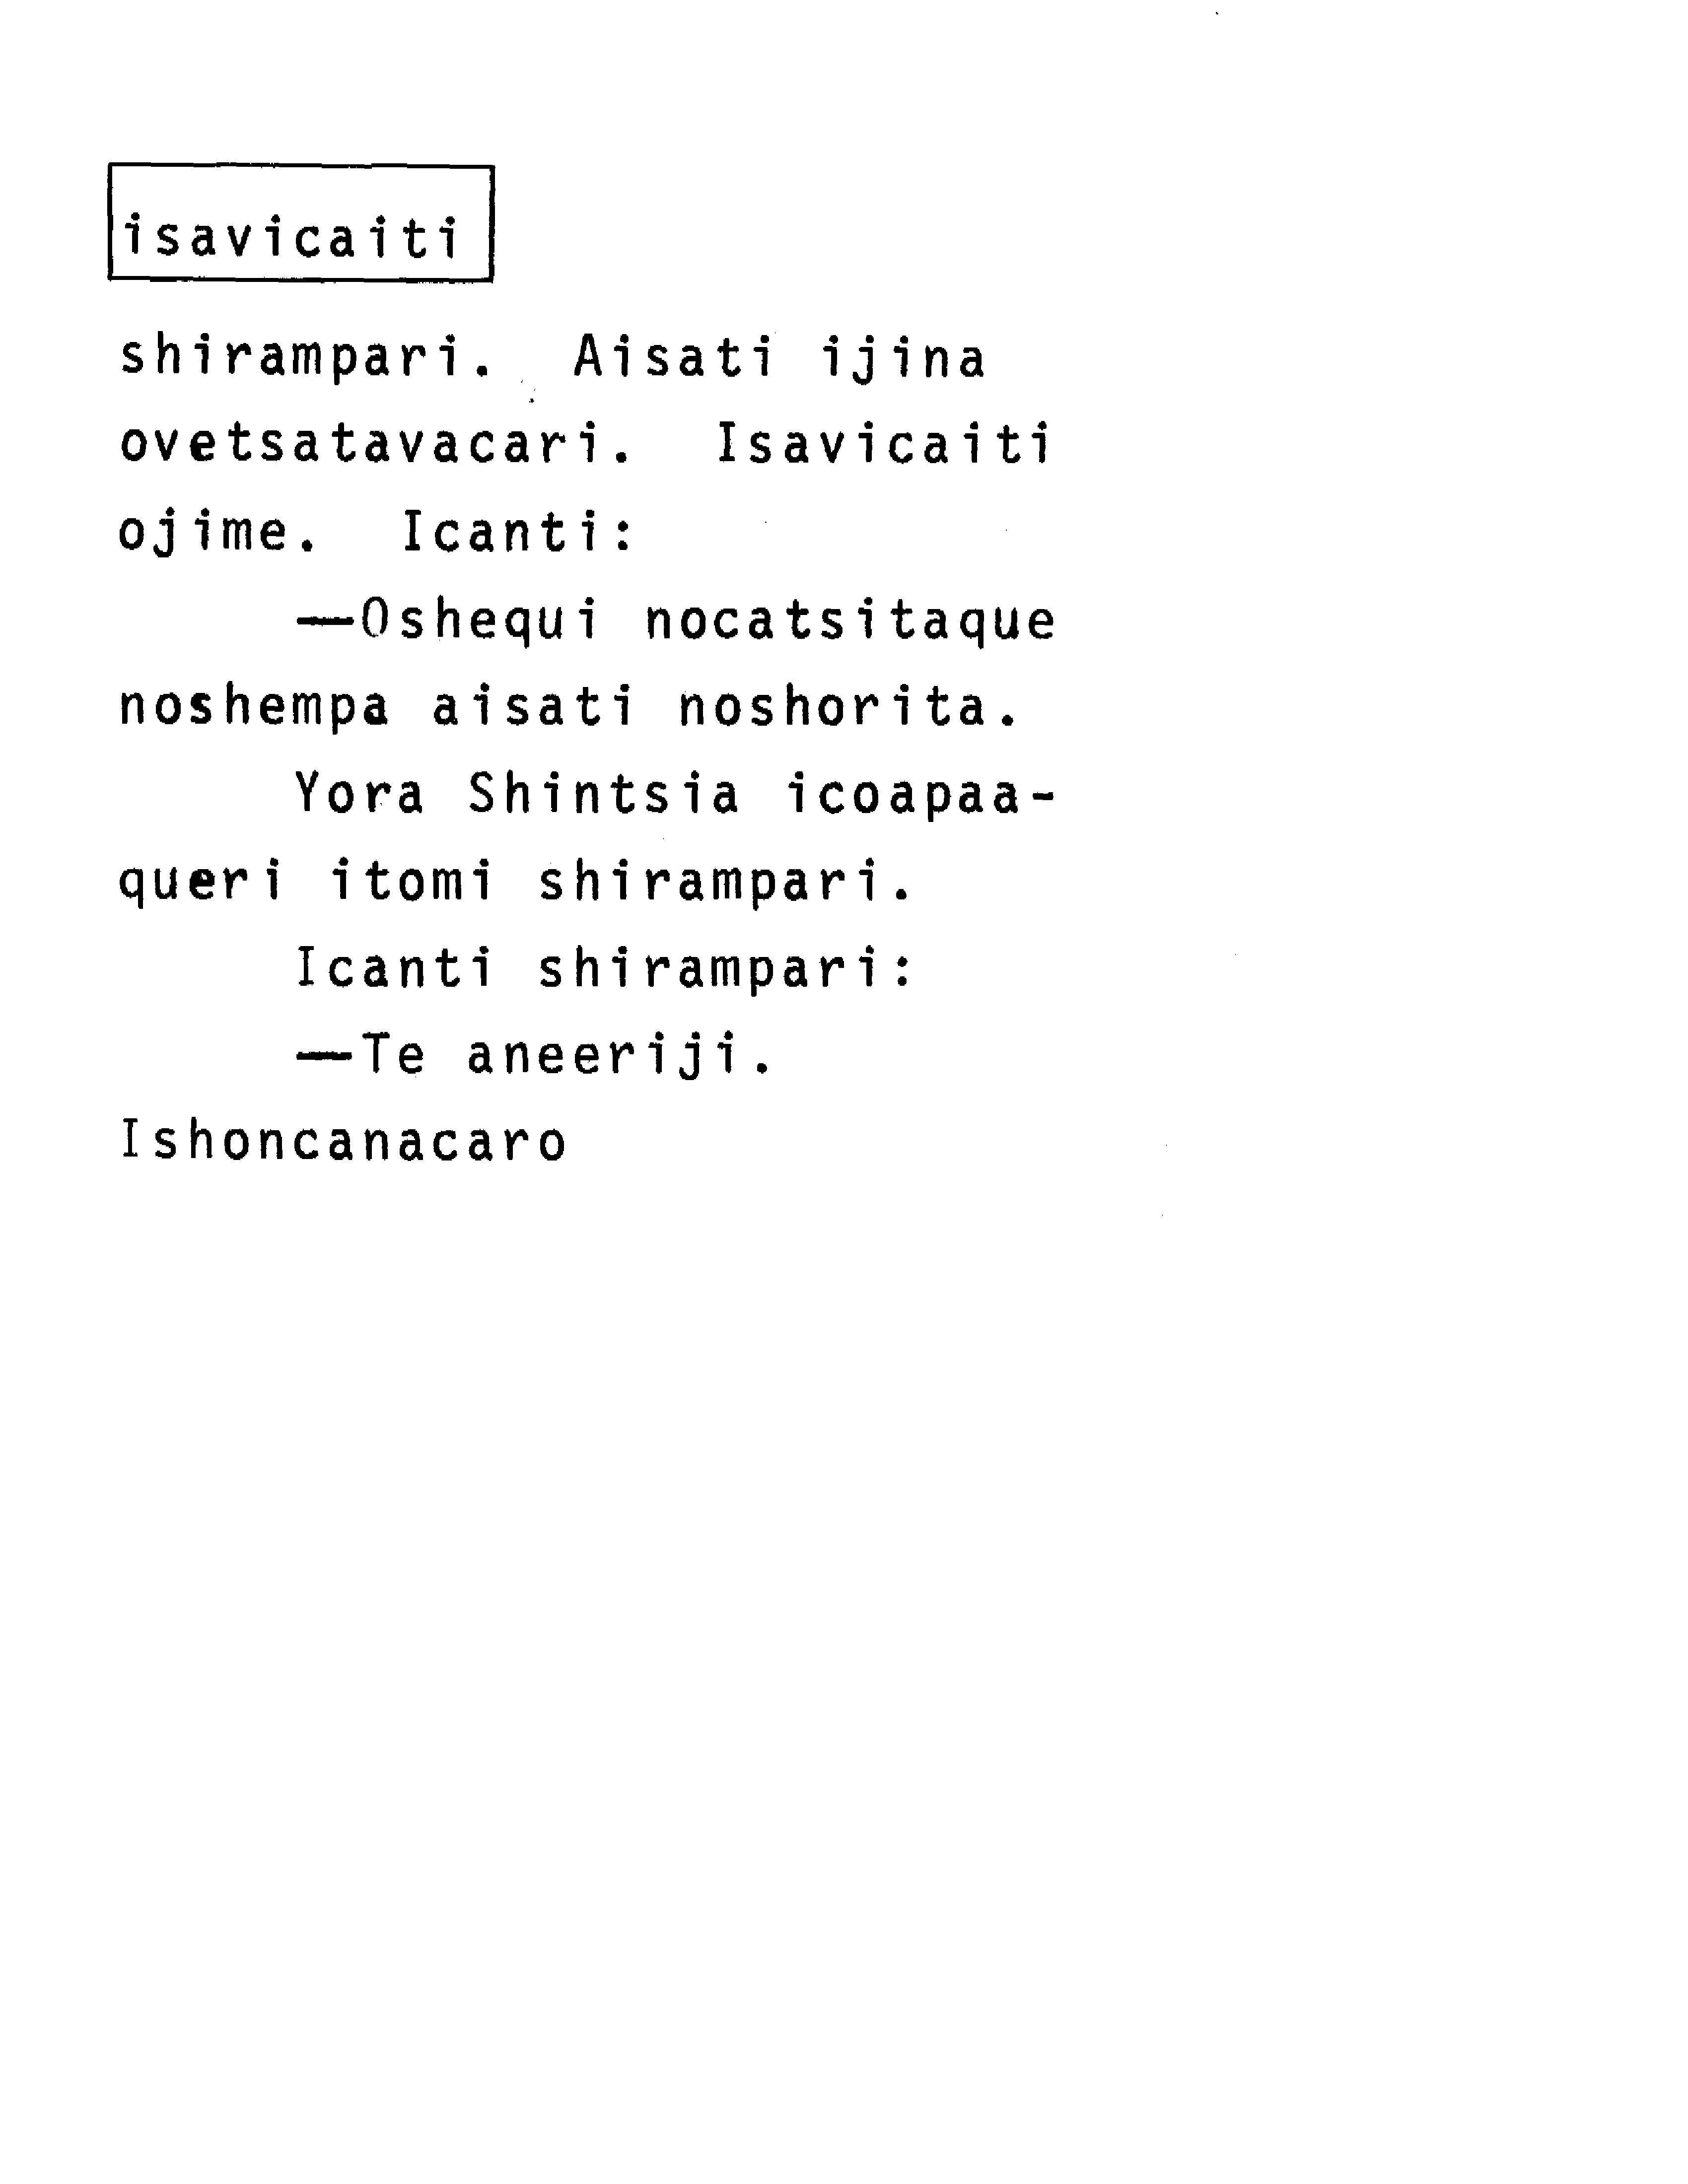 isavicaiti
shirampari. Aisati ijina
ovetsatavacari. Isavicaiti
ojime. Icanti:
—Oshequi nocatsitaque
noshempa aisati noshorita.
Yora Shintsia icoapaa-
queri itomi shirampari.
Icanti shirampari:
—Te aneeriji.
Ishoncanacaro